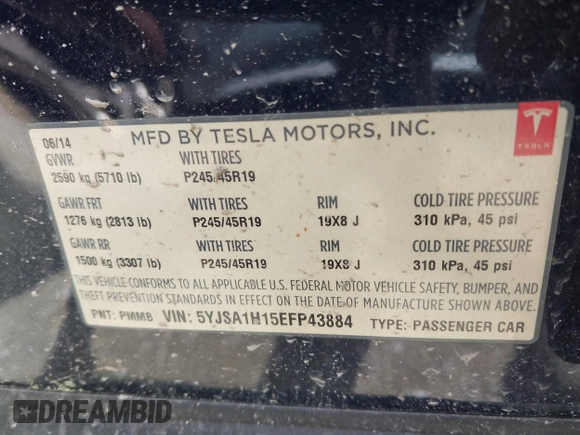 06/14 MFD BY TESLA MOTORS, INC.
TESLA
GVWR WITH TIRES
2590 kg (5710 lb) P245/45R19
GAWR FRT WITH TIRES RIM COLD TIRE PRESSURE
1276 kg (2813 lb) P245/45R19 19X8 J 310 kPa, 45 psi
GAWR RR WITH TIRES RIM COLD TIRE PRESSURE
1500 kg (3307 lb) P245/45R19 19X8 J 310 kPa, 45 psi
THIS VEHICLE CONFORMS TO ALL APPLICABLE U.S. FEDERAL MOTOR VEHICLE SAFETY, BUMPER, AND
THEFT PREVENTION STANDARDS IN EFFECT ON THE DATE OF MANUFACTURE SHOWN ABOVE.
PNT: PMMB VIN: 5YJSA1H15EFP43884 TYPE: PASSENGER CAR
DREAMBID